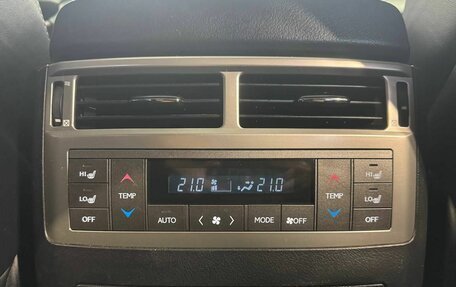 HI TEMP 21.0 21.0 TEMP HI
LO LO
OFF AUTO MODE OFF OFF